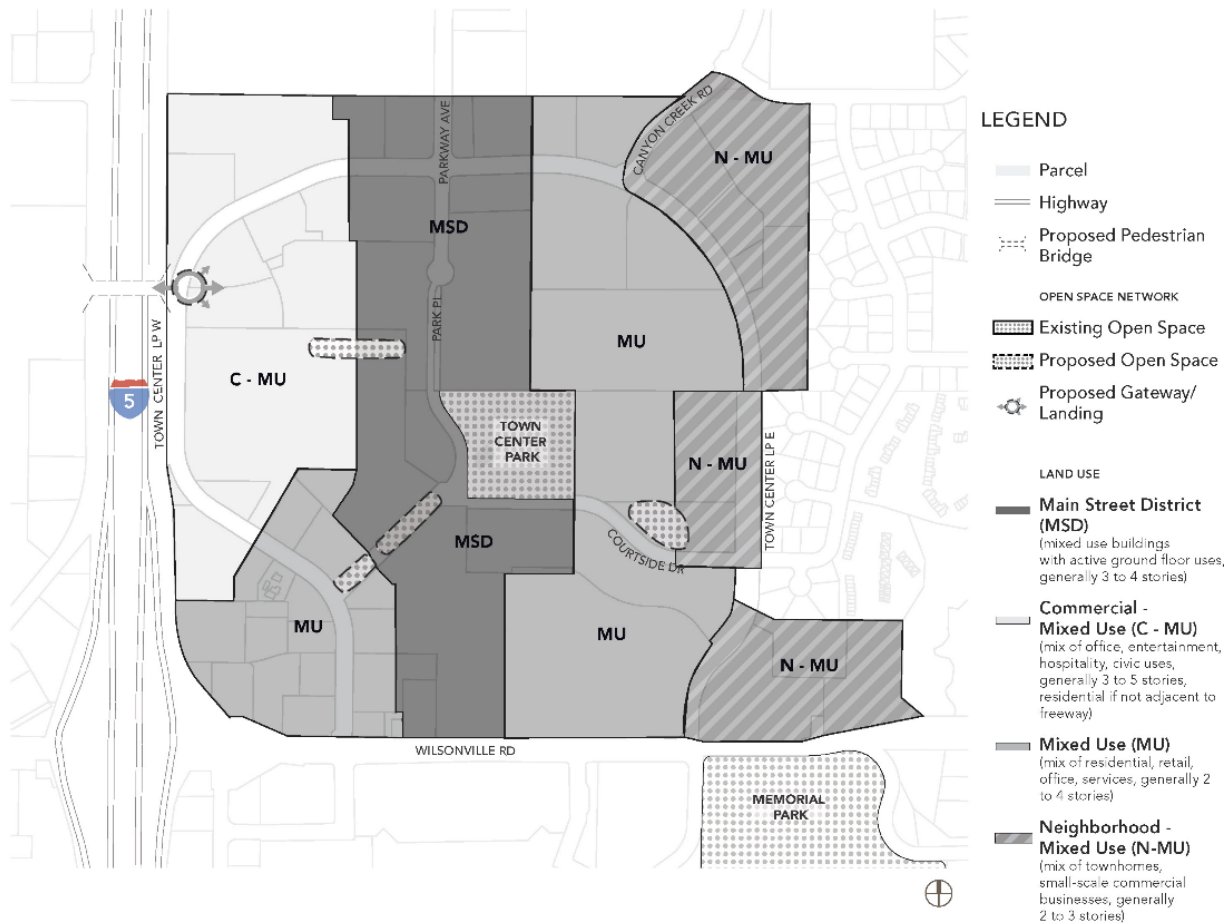 CANYON CREEK RD
PARKWAY AVE
N - MU
MSD
PARK PL
MU
TOWN CENTER LP W
C - MU
5
TOWN
CENTER
PARK
N - MU
TOWN CENTER LP E
MSD
COURTSIDE DR
MU
MU
N - MU
WILSONVILLE RD
MEMORIAL
PARK
LEGEND
Parcel
Highway
Proposed Pedestrian
Bridge
OPEN SPACE NETWORK
Existing Open Space
Proposed Open Space
Proposed Gateway/
Landing
LAND USE
Main Street District
(MSD)
(mixed use buildings
with active ground floor uses,
generally 3 to 4 stories)
Commercial -
Mixed Use (C - MU)
(mix of office, entertainment,
hospitality, civic uses,
generally 3 to 5 stories,
residential if not adjacent to
freeway)
Mixed Use (MU)
(mix of residential, retail,
office, services, generally 2
to 4 stories)
Neighborhood -
Mixed Use (N-MU)
(mix of townhomes,
small-scale commercial
businesses, generally
2 to 3 stories)